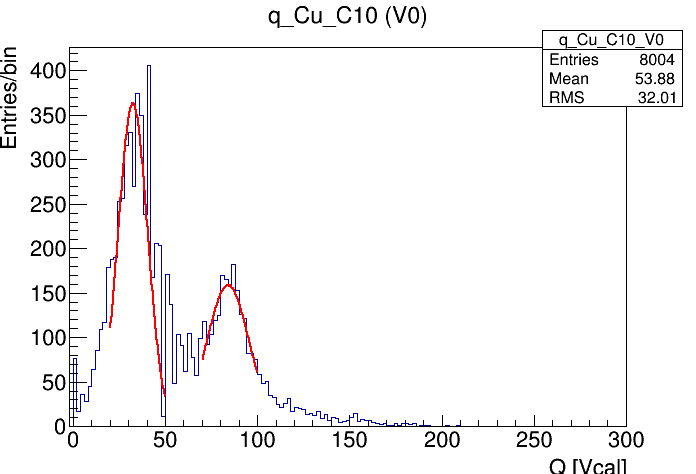 q_Cu_C10 (V0)
q_Cu_C10_V0
Entries 8004
Mean 53.88
RMS 32.01
Entries/bin
400
350
300
250
200
150
100
50
0
0 50 100 150 200 250 300
Q [Vcal]